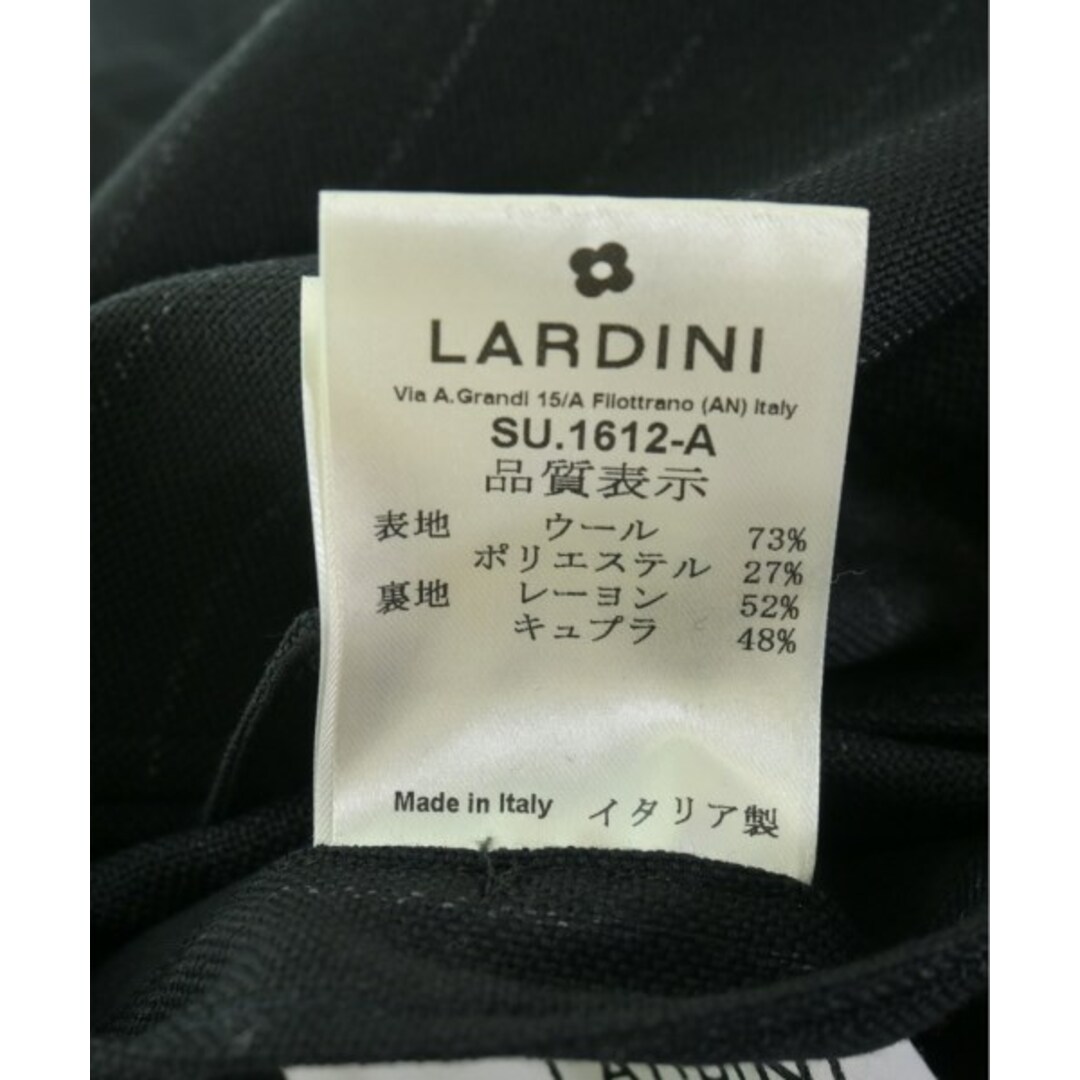 LARDINI
Via A.Grandi 15/A Filottrano (AN) Italy
SU.1612-A
品質表示
表地 ウール 73%
ポリエステル 27%
裏地 レーヨン 52%
キュプラ 48%
Made in Italy イタリア製
LARDINI